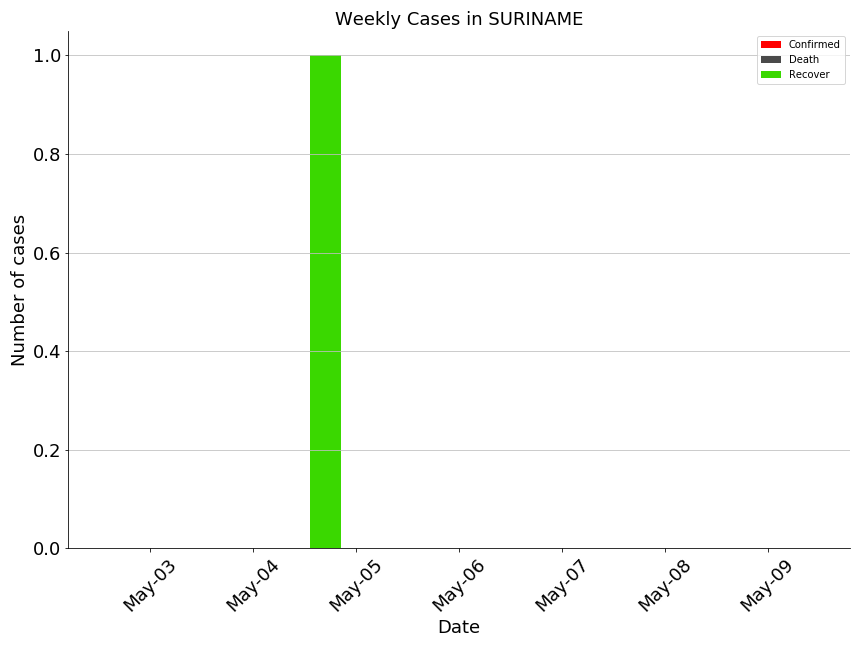 Weekly Cases in SURINAME
Confirmed
Death
Recover
Number of cases
1.0
0.8
0.6
0.4
0.2
0.0
May-03
May-04
May-05
May-06
May-07
May-08
May-09
Date